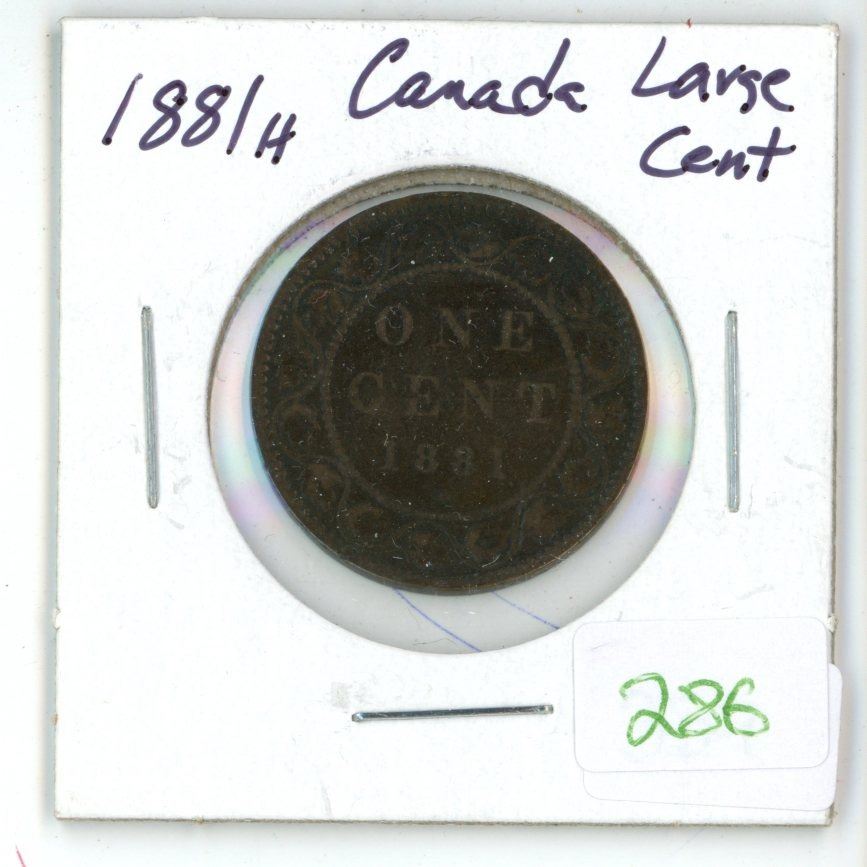 1881H Canada Large
Cent
ONE
CENT
1881
286